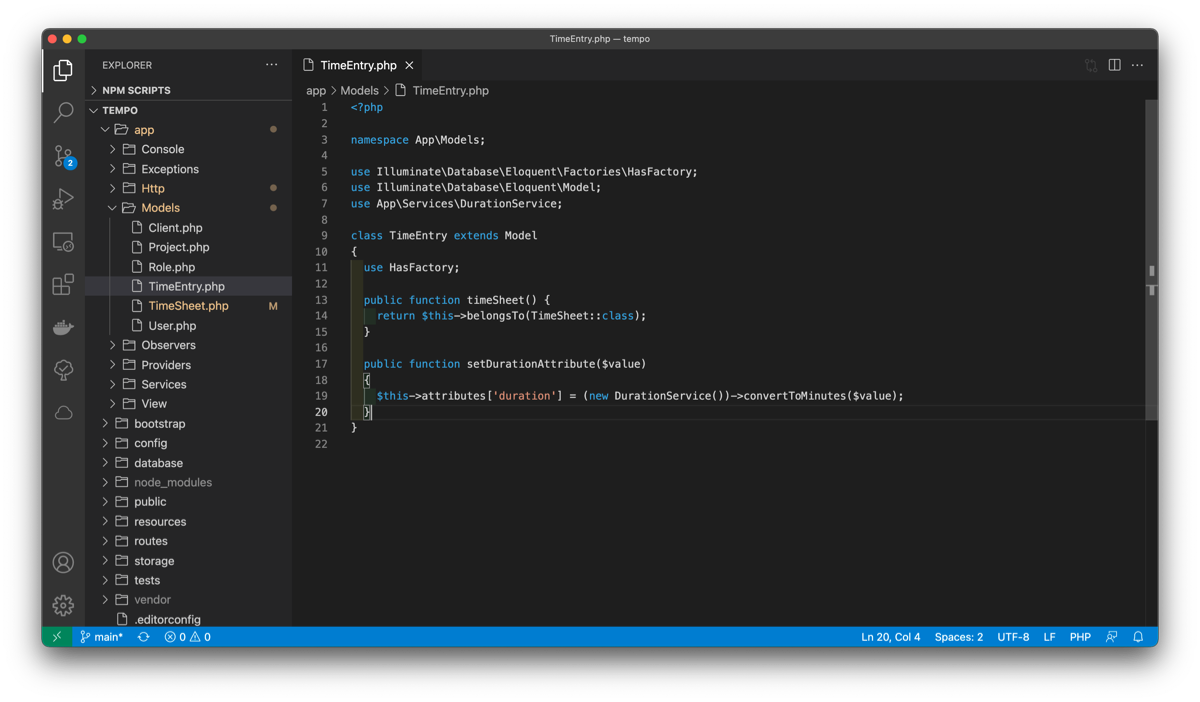 TimeEntry.php — tempo
EXPLORER
NPM SCRIPTS
TEMPO
app
Console
Exceptions
Http
Models
Client.php
Project.php
Role.php
TimeEntry.php
TimeSheet.php M
User.php
Observers
Providers
Services
View
bootstrap
config
database
node_modules
public
resources
routes
storage
tests
vendor
.editorconfig
2
TimeEntry.php
app > Models > TimeEntry.php
1 <?php
2
3 namespace App\Models;
4
5 use Illuminate\Database\Eloquent\Factories\HasFactory;
6 use Illuminate\Database\Eloquent\Model;
7 use App\Services\DurationService;
8
9 class TimeEntry extends Model
10 {
11 use HasFactory;
12
13 public function timeSheet() {
14 return $this->belongsTo(TimeSheet::class);
15 }
16
17 public function setDurationAttribute($value)
18 {
19 $this->attributes['duration'] = (new DurationService())->convertToMinutes($value);
20 }
21 }
22
main* 0 0 Ln 20, Col 4 Spaces: 2 UTF-8 LF PHP